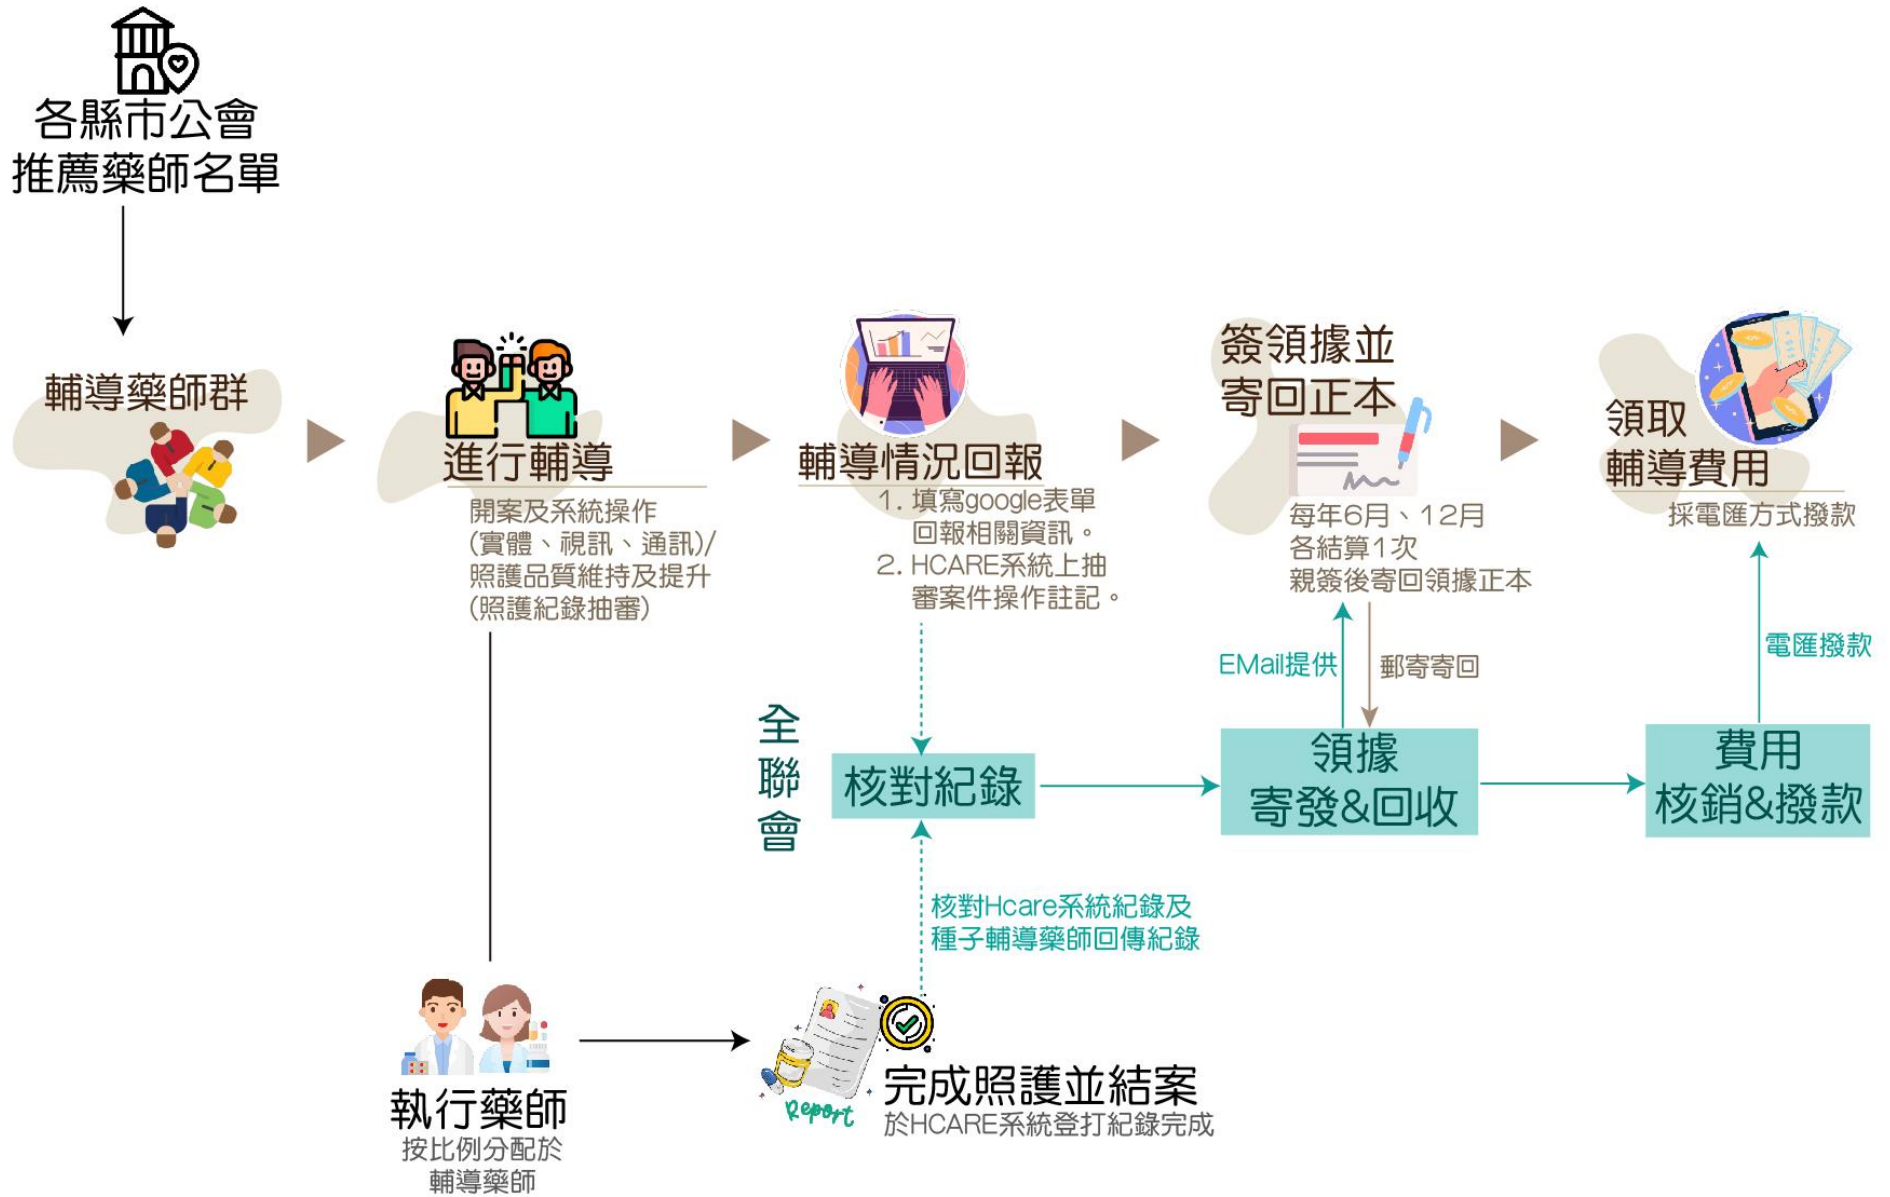 各縣市公會
推薦藥師名單
輔導藥師群
進行輔導
開案及系統操作
(實體、視訊、通訊)/
照護品質維持及提升
(照護紀錄抽審)
輔導情況回報
1. 填寫google表單
回報相關資訊。
2. HCARE系統上抽
審案件操作註記。
簽領據並
寄回正本
每年6月、12月
各結算1次
親簽後寄回領據正本
領取
輔導費用
採電匯方式撥款
EMail提供
郵寄寄回
電匯撥款
全
聯
會
核對紀錄
領據
寄發&回收
費用
核銷&撥款
核對Hcare系統紀錄及
種子輔導藥師回傳紀錄
執行藥師
按比例分配於
輔導藥師
Report
完成照護並結案
於HCARE系統登打紀錄完成